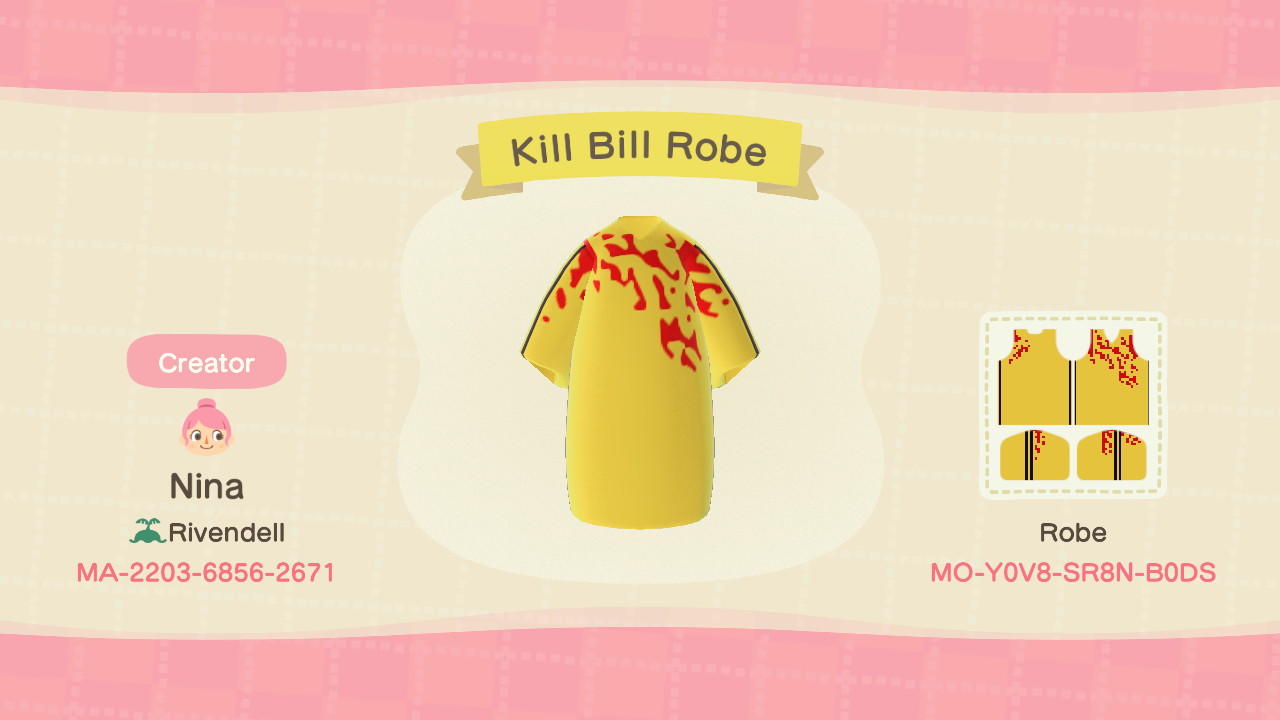 Kill Bill Robe
Creator
Nina
Rivendell
MA-2203-6856-2671
Robe
MO-Y0V8-SR8N-B0DS